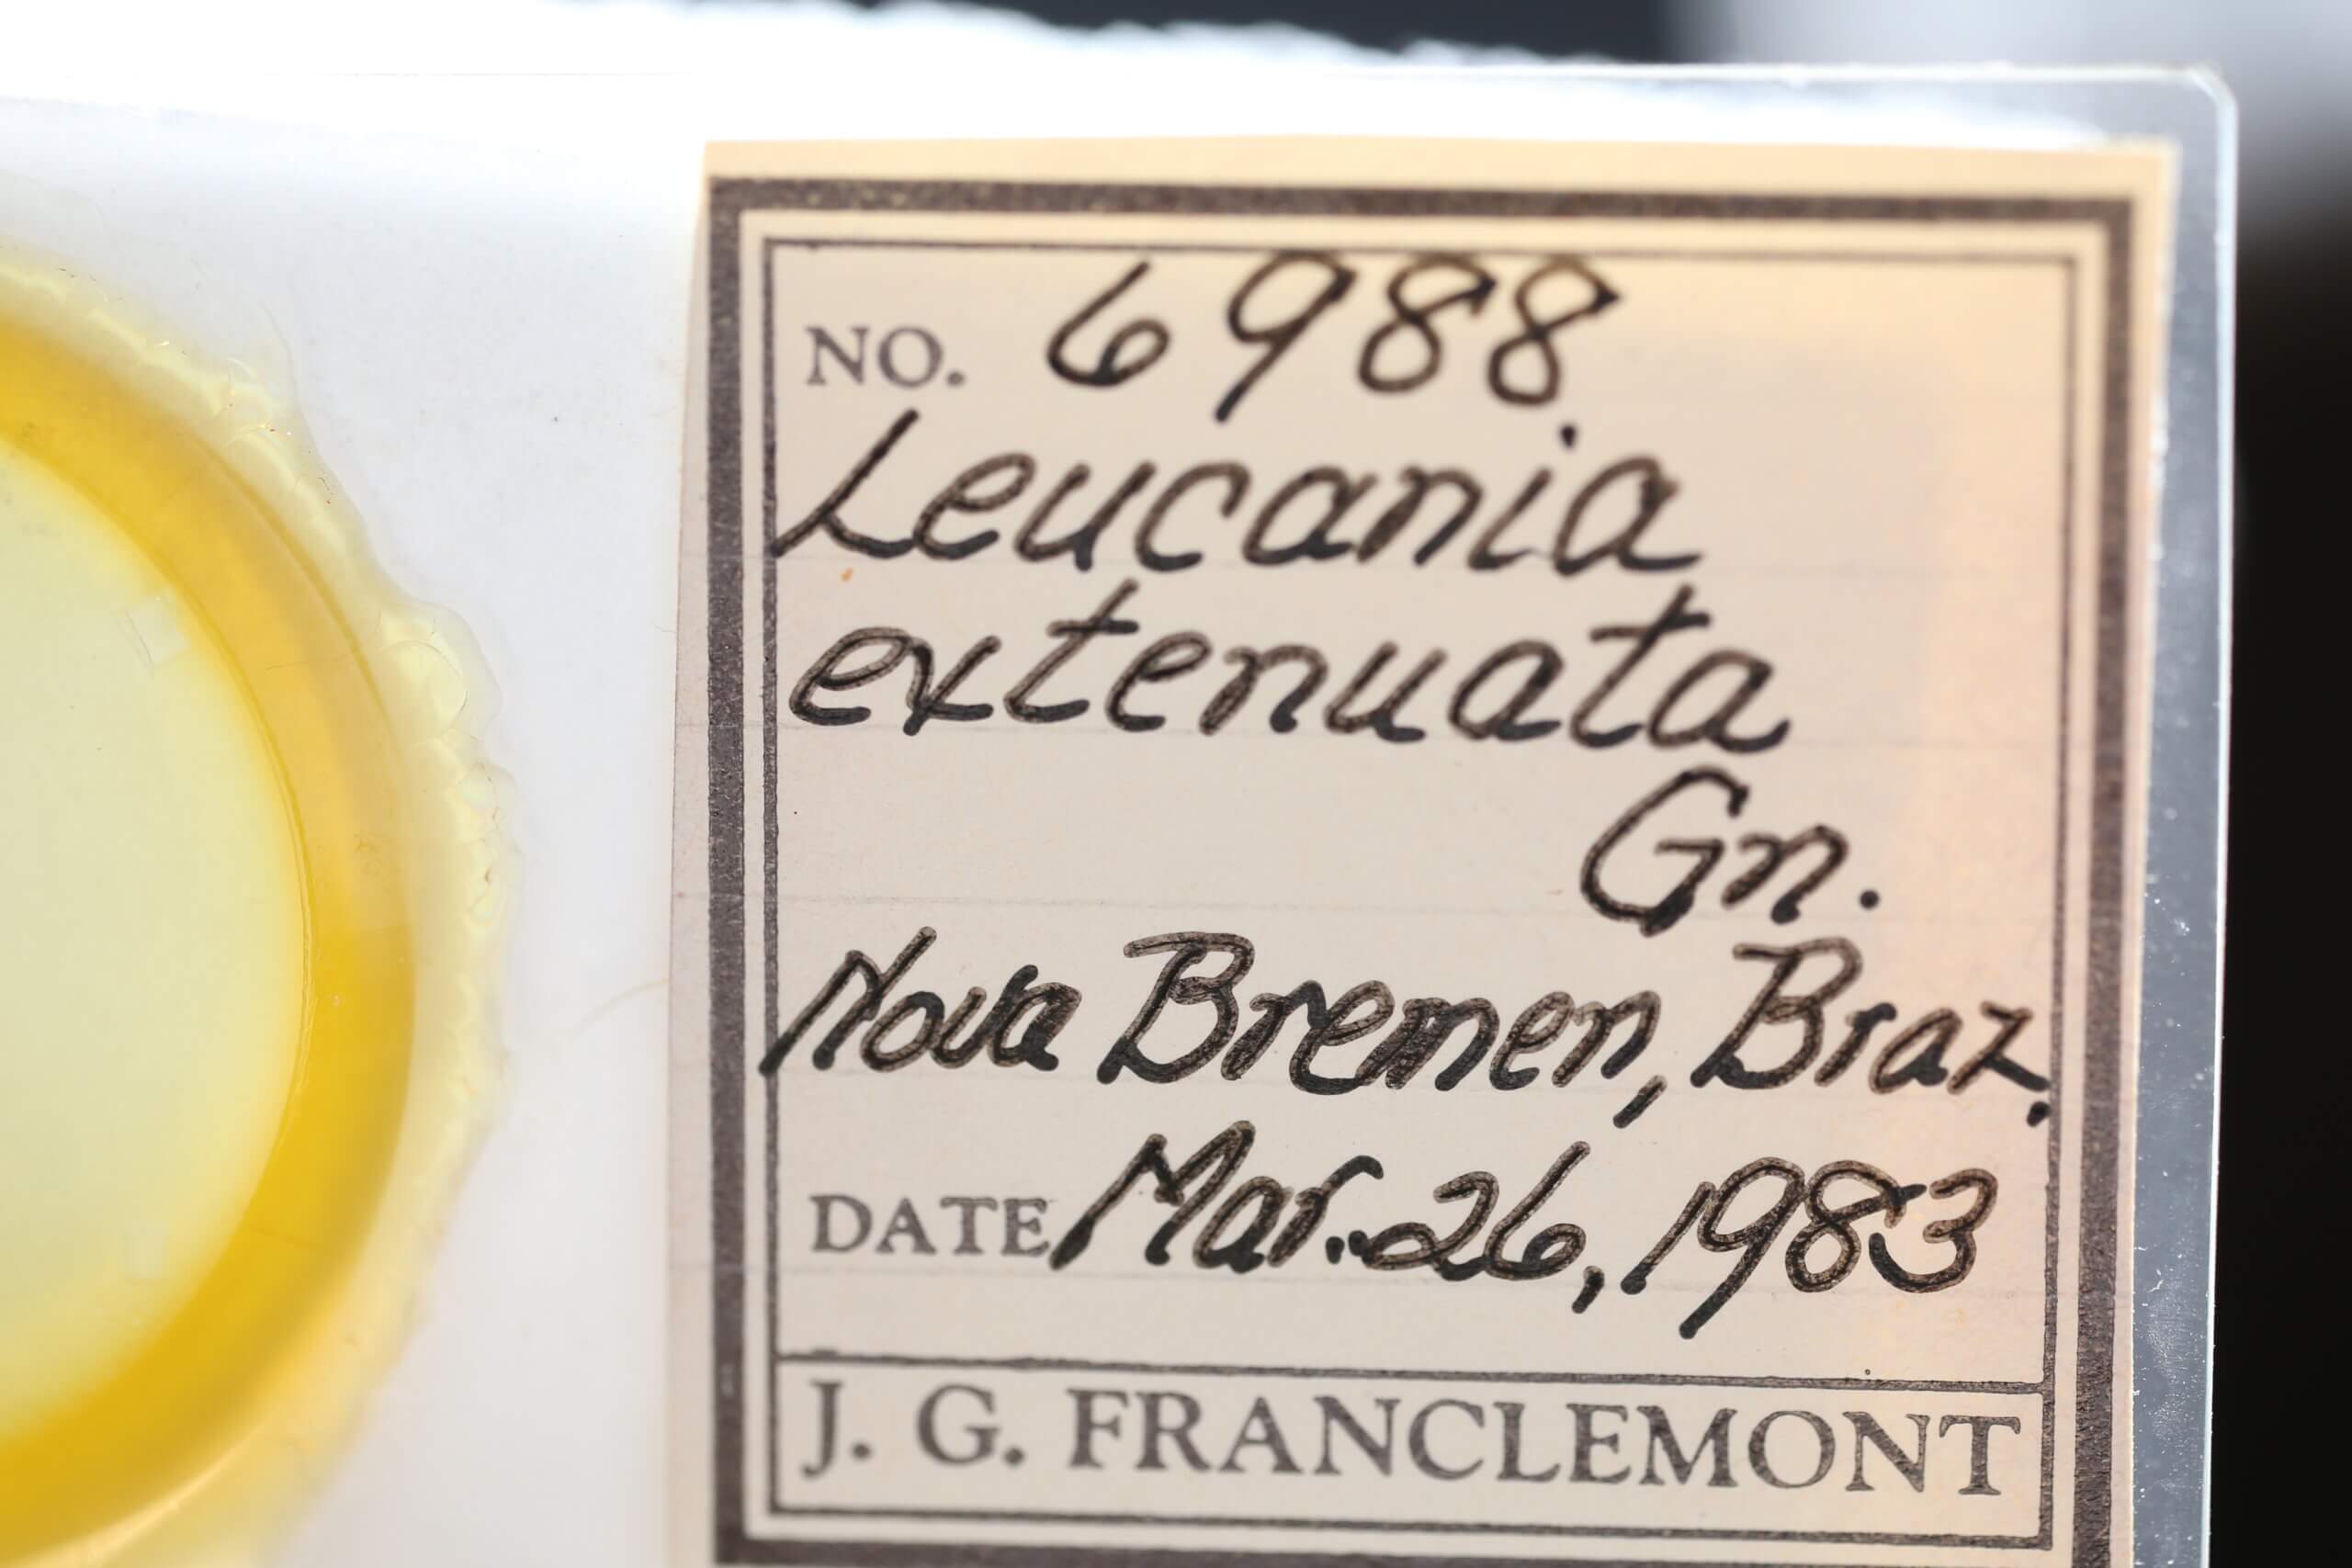 NO. 6988
Leucania
extenuata
Gn.
Nova Bremen, Braz.
DATE Mar. 26, 1983
J. G. FRANCLEMONT